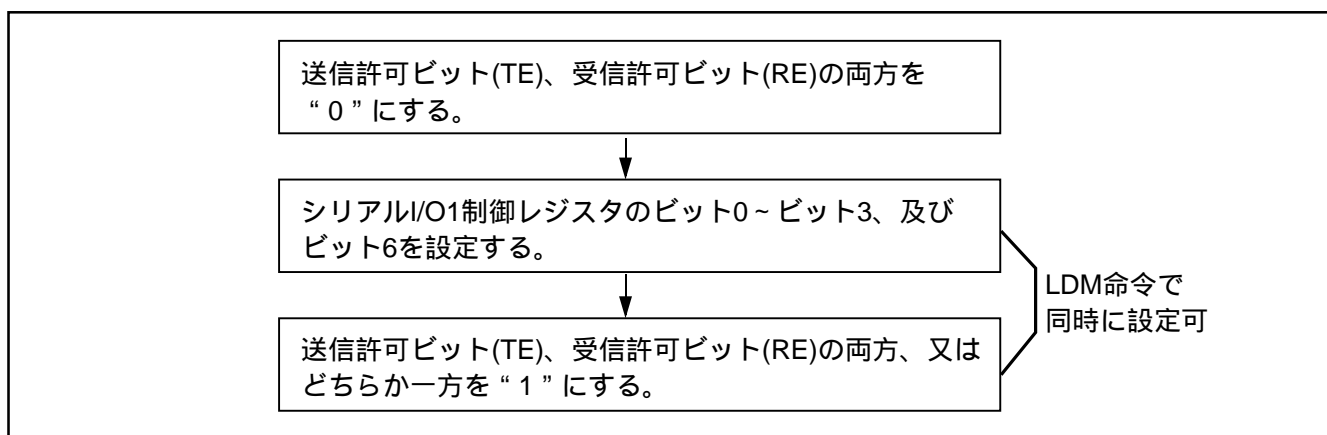 送信許可ビット(TE)、受信許可ビット(RE)の両方を
“0”にする。
シリアルI/O1制御レジスタのビット0~ビット3、及び
ビット6を設定する。
LDM命令で
同時に設定可
送信許可ビット(TE)、受信許可ビット(RE)の両方、又は
どちらか一方を“1”にする。